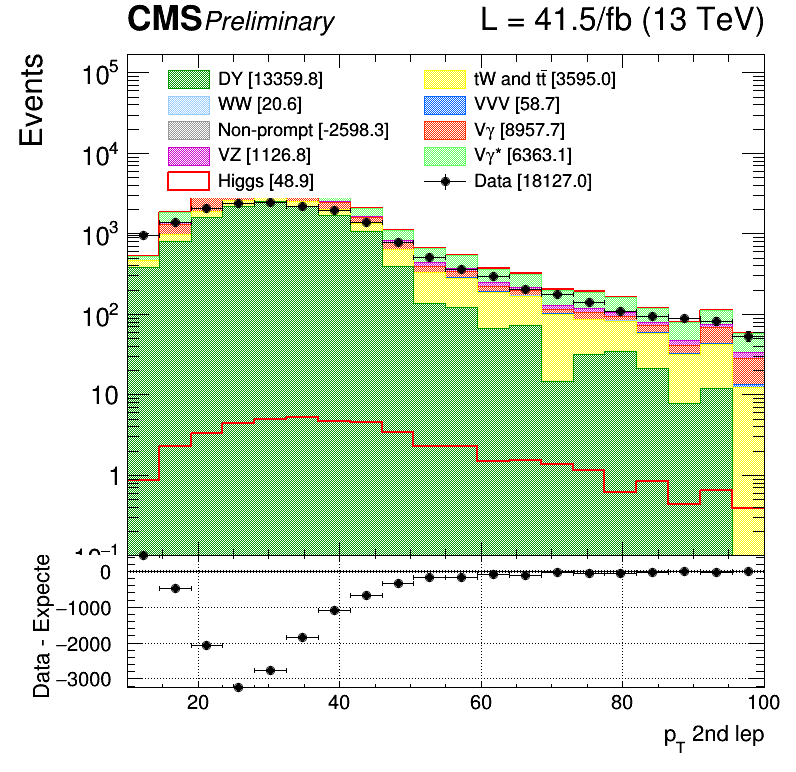 CMS Preliminary L = 41.5/fb (13 TeV)
Events
10⁵
10⁴
10³
10²
10
1
10⁻¹
DY [13359.8]
WW [20.6]
Non-prompt [-2598.3]
VZ [1126.8]
Higgs [48.9]
tW and tt̄ [3595.0]
VVV [58.7]
Vγ [8957.7]
Vγ* [6363.1]
Data [18127.0]
Data - Expecte
0
−1000
−2000
−3000
20 40 60 80 100
p_T 2nd lep